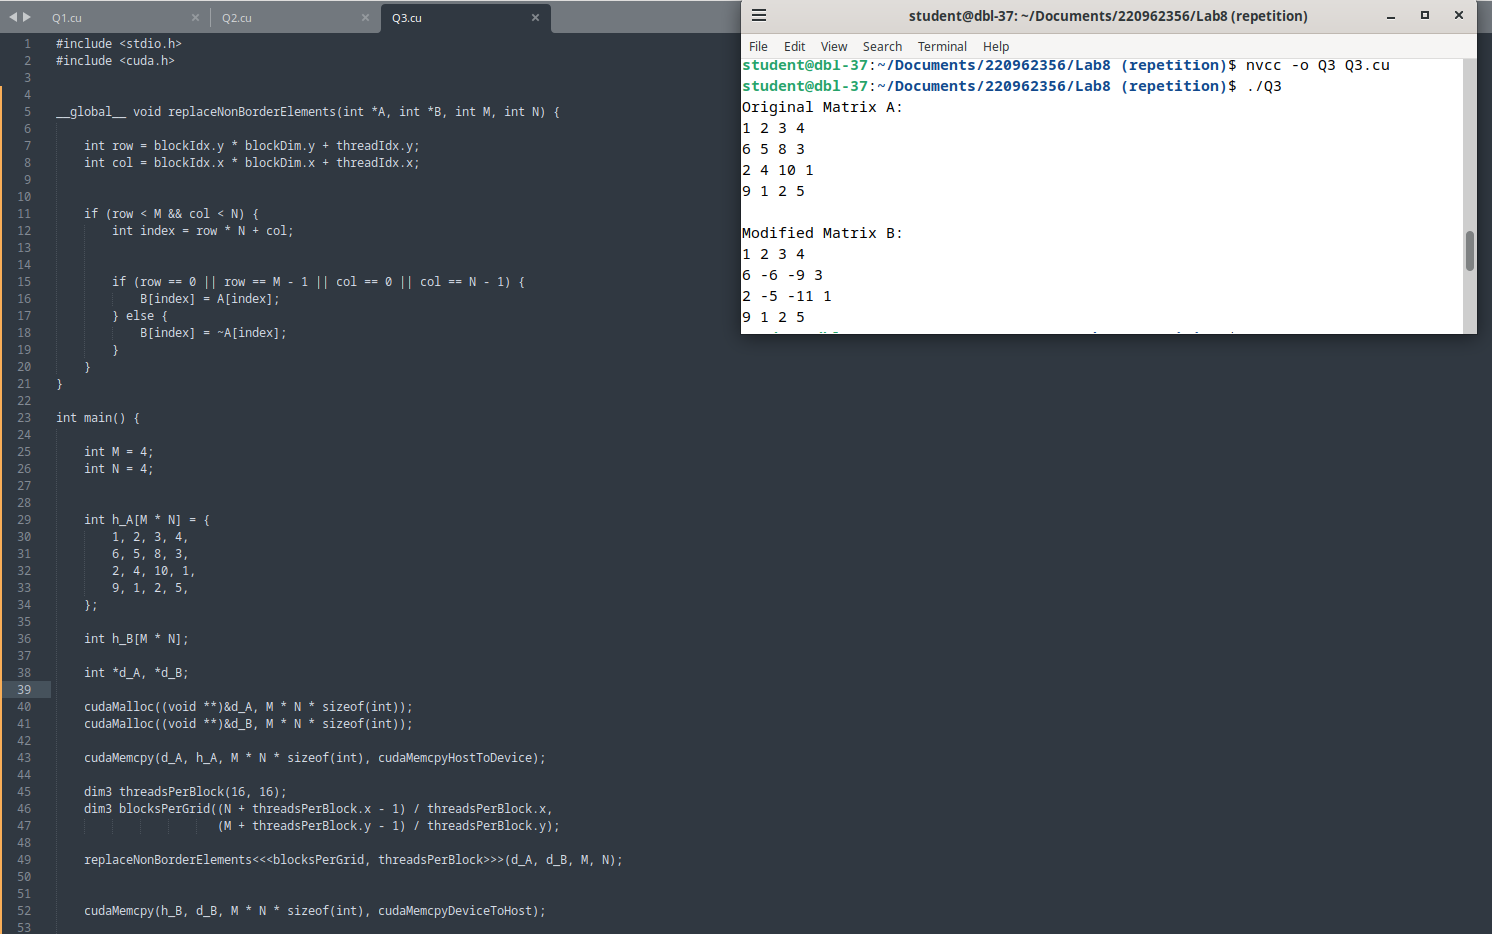 Q1.cu × Q2.cu × Q3.cu ×
1 #include <stdio.h>
2 #include <cuda.h>
3
4
5 __global__ void replaceNonBorderElements(int *A, int *B, int M, int N) {
6
7     int row = blockIdx.y * blockDim.y + threadIdx.y;
8     int col = blockIdx.x * blockDim.x + threadIdx.x;
9
10
11     if (row < M && col < N) {
12         int index = row * N + col;
13
14
15         if (row == 0 || row == M - 1 || col == 0 || col == N - 1) {
16             B[index] = A[index];
17         } else {
18             B[index] = ~A[index];
19         }
20     }
21 }
22
23 int main() {
24
25     int M = 4;
26     int N = 4;
27
28
29     int h_A[M * N] = {
30         1, 2, 3, 4,
31         6, 5, 8, 3,
32         2, 4, 10, 1,
33         9, 1, 2, 5,
34     };
35
36     int h_B[M * N];
37
38     int *d_A, *d_B;
39
40     cudaMalloc((void **)&d_A, M * N * sizeof(int));
41     cudaMalloc((void **)&d_B, M * N * sizeof(int));
42
43     cudaMemcpy(d_A, h_A, M * N * sizeof(int), cudaMemcpyHostToDevice);
44
45     dim3 threadsPerBlock(16, 16);
46     dim3 blocksPerGrid((N + threadsPerBlock.x - 1) / threadsPerBlock.x,
47                        (M + threadsPerBlock.y - 1) / threadsPerBlock.y);
48
49     replaceNonBorderElements<<<blocksPerGrid, threadsPerBlock>>>(d_A, d_B, M, N);
50
51
52     cudaMemcpy(h_B, d_B, M * N * sizeof(int), cudaMemcpyDeviceToHost);
53
student@dbl-37: ~/Documents/220962356/Lab8 (repetition)
File Edit View Search Terminal Help
student@dbl-37:~/Documents/220962356/Lab8 (repetition)$ nvcc -o Q3 Q3.cu
student@dbl-37:~/Documents/220962356/Lab8 (repetition)$ ./Q3
Original Matrix A:
1 2 3 4
6 5 8 3
2 4 10 1
9 1 2 5
Modified Matrix B:
1 2 3 4
6 -6 -9 3
2 -5 -11 1
9 1 2 5